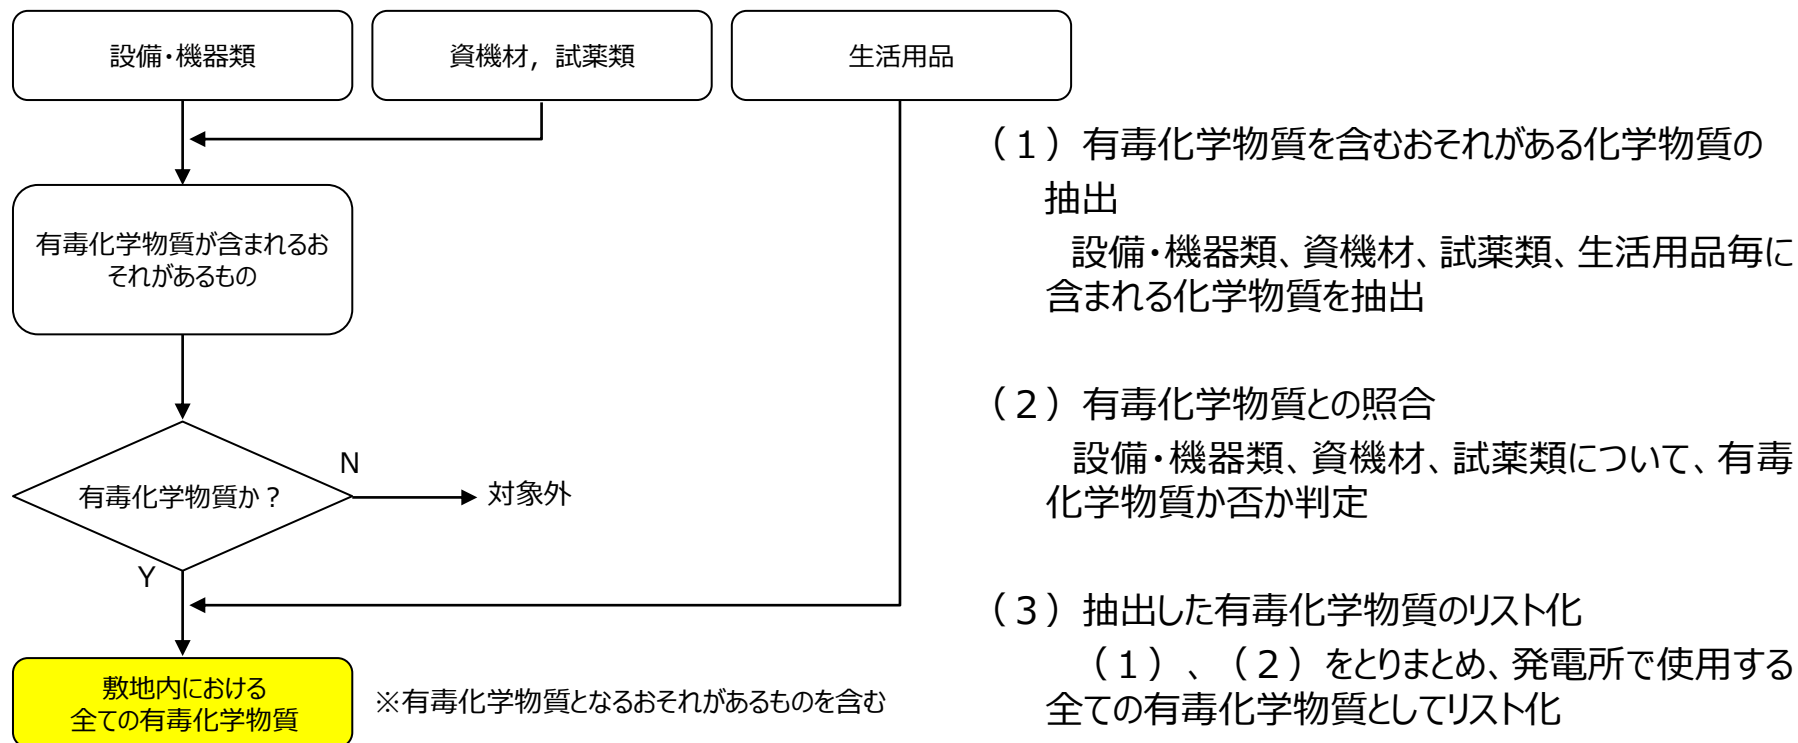 設備・機器類
資機材，試薬類
生活用品
有毒化学物質が含まれるお
それがあるもの
有毒化学物質か？
N
対象外
Y
敷地内における
全ての有毒化学物質
※有毒化学物質となるおそれがあるものを含む
（１）有毒化学物質を含むおそれがある化学物質の
抽出
設備・機器類、資機材、試薬類、生活用品毎に
含まれる化学物質を抽出
（２）有毒化学物質との照合
設備・機器類、資機材、試薬類について、有毒
化学物質か否か判定
（３）抽出した有毒化学物質のリスト化
（１）、（２）をとりまとめ、発電所で使用する
全ての有毒化学物質としてリスト化